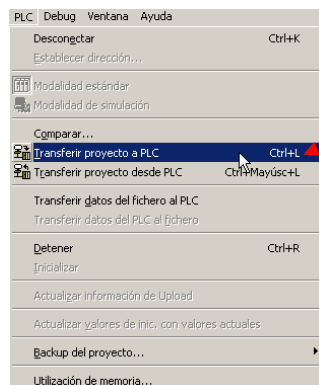 PLC Debug Ventana Ayuda
Desconectar Ctrl+K
Establecer dirección...
Modalidad estándar
Modalidad de simulación
Comparar...
Transferir proyecto a PLC Ctrl+L
Transferir proyecto desde PLC Ctrl+Mayúsc+L
Transferir datos del fichero al PLC
Transferir datos del PLC al fichero
Detener Ctrl+R
Inicializar
Actualizar información de Upload
Actualizar valores de inic. con valores actuales
Backup del proyecto...
Utilización de memoria...